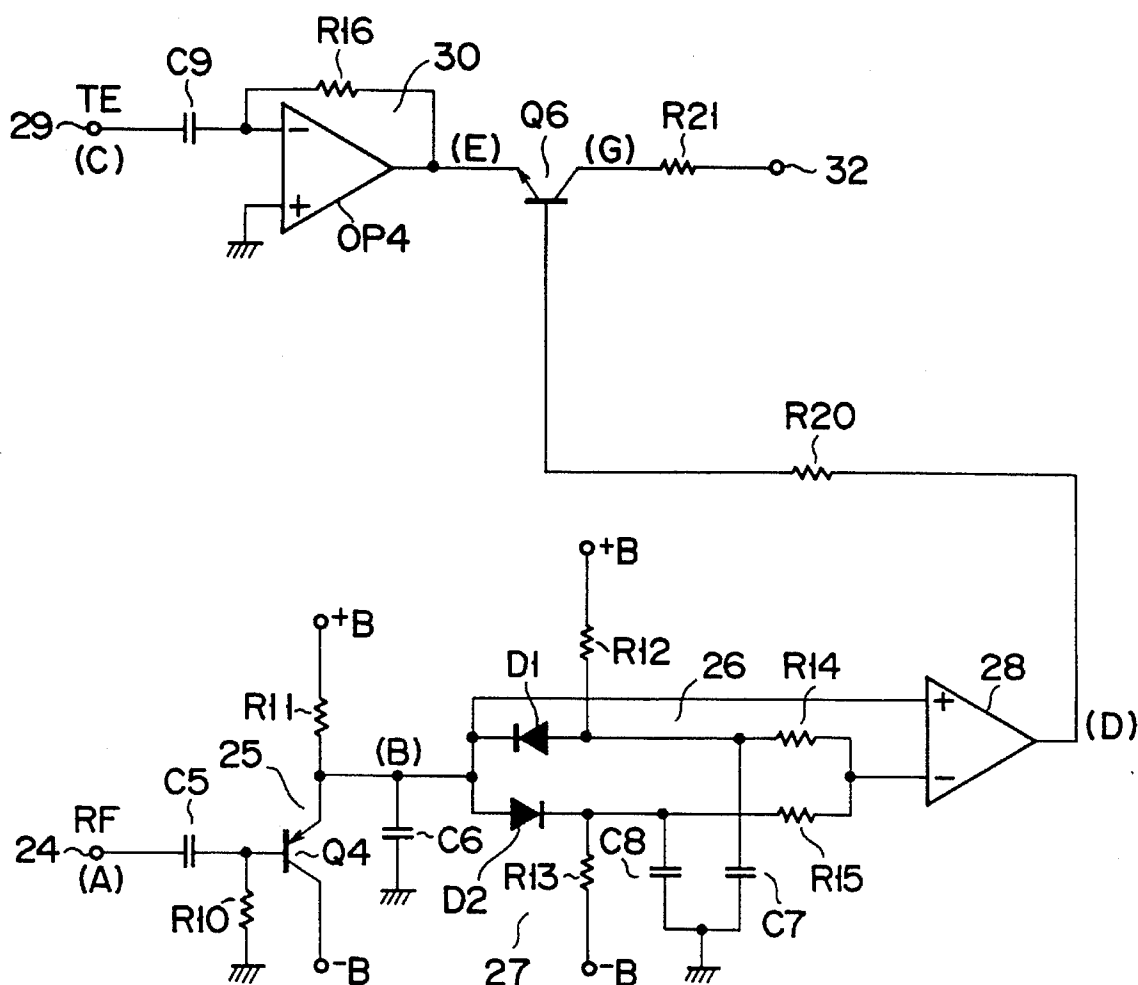 R16
C9
30
TE
29
(C)
−
+
OP4
(E)
Q6
(G)
R21
32
R20
+B
+B
R12
D1
26
R14
28
R11
+
(D)
25
(B)
−
C5
RF
24
(A)
Q4
C6
C8
R13
D2
R15
C7
R10
−B
27
−B